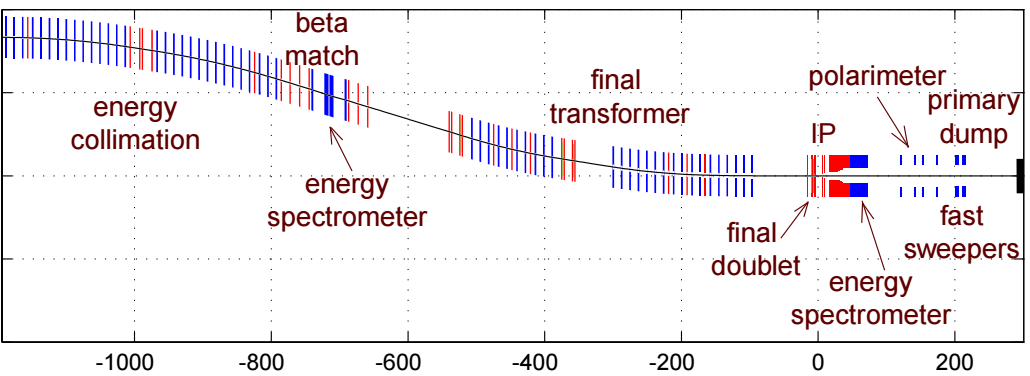 beta
match
energy
collimation
energy
spectrometer
final
transformer
polarimeter
primary
dump
IP
final
doublet
fast
sweepers
energy
spectrometer
-1000 -800 -600 -400 -200 0 200